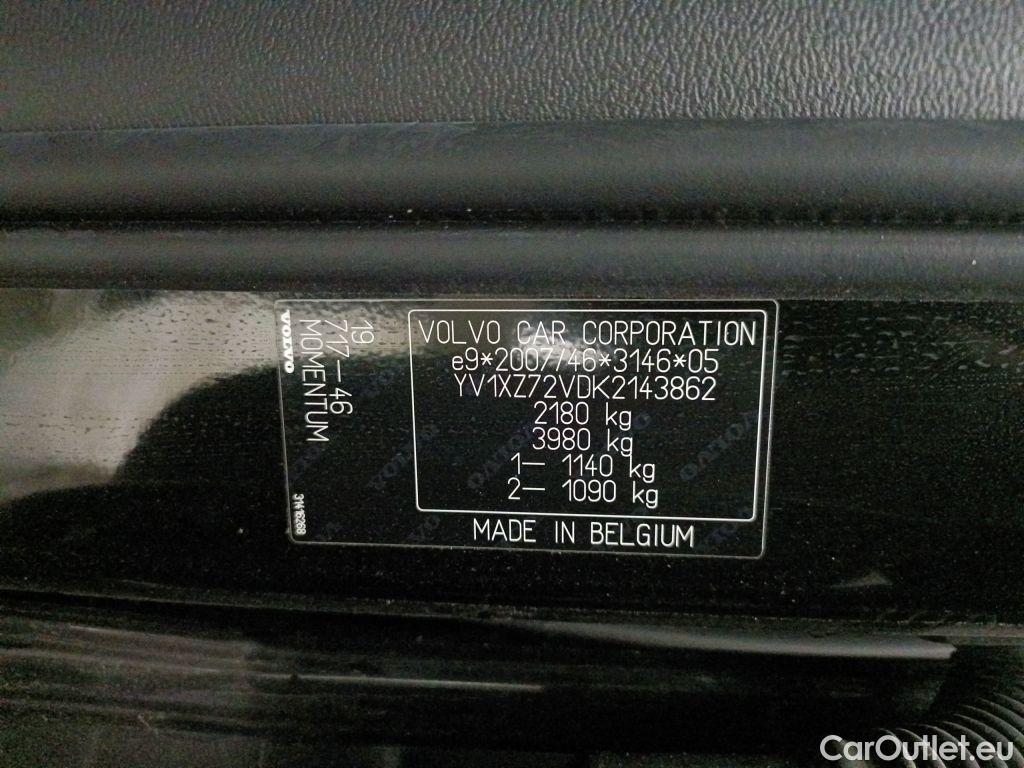 VOLVO CAR CORPORATION
e9*2007/46*3146*05
YV1XZ72VDK2143862
2180 kg
3980 kg
1– 1140 kg
2– 1090 kg
MADE IN BELGIUM
19
717–46
MOMENTUM
VOLVO
31416268
CarOutlet.eu